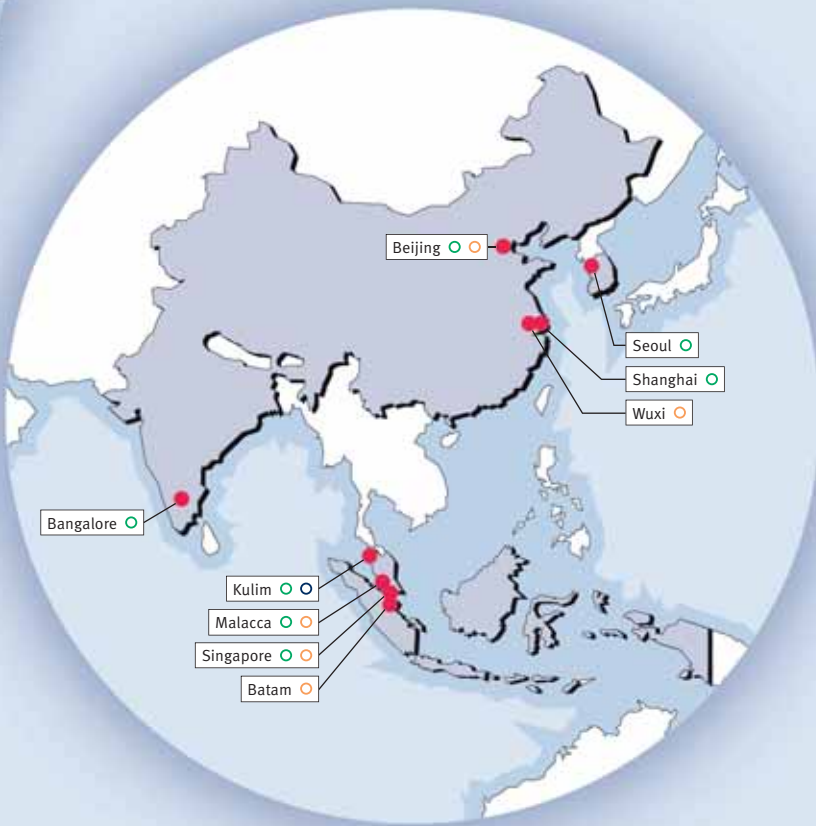 Beijing
Seoul
Shanghai
Wuxi
Bangalore
Kulim
Malacca
Singapore
Batam